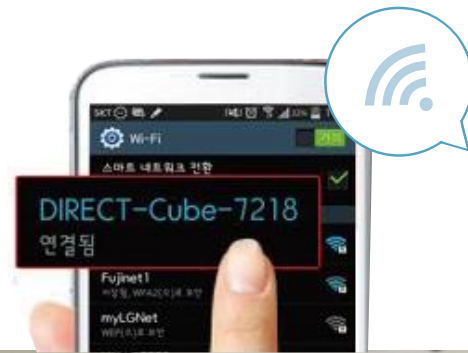 SKT
Wi-Fi
스마트 네트워크 전환
DIRECT-Cube-7218
연결됨
Fujinet1
myLGNet